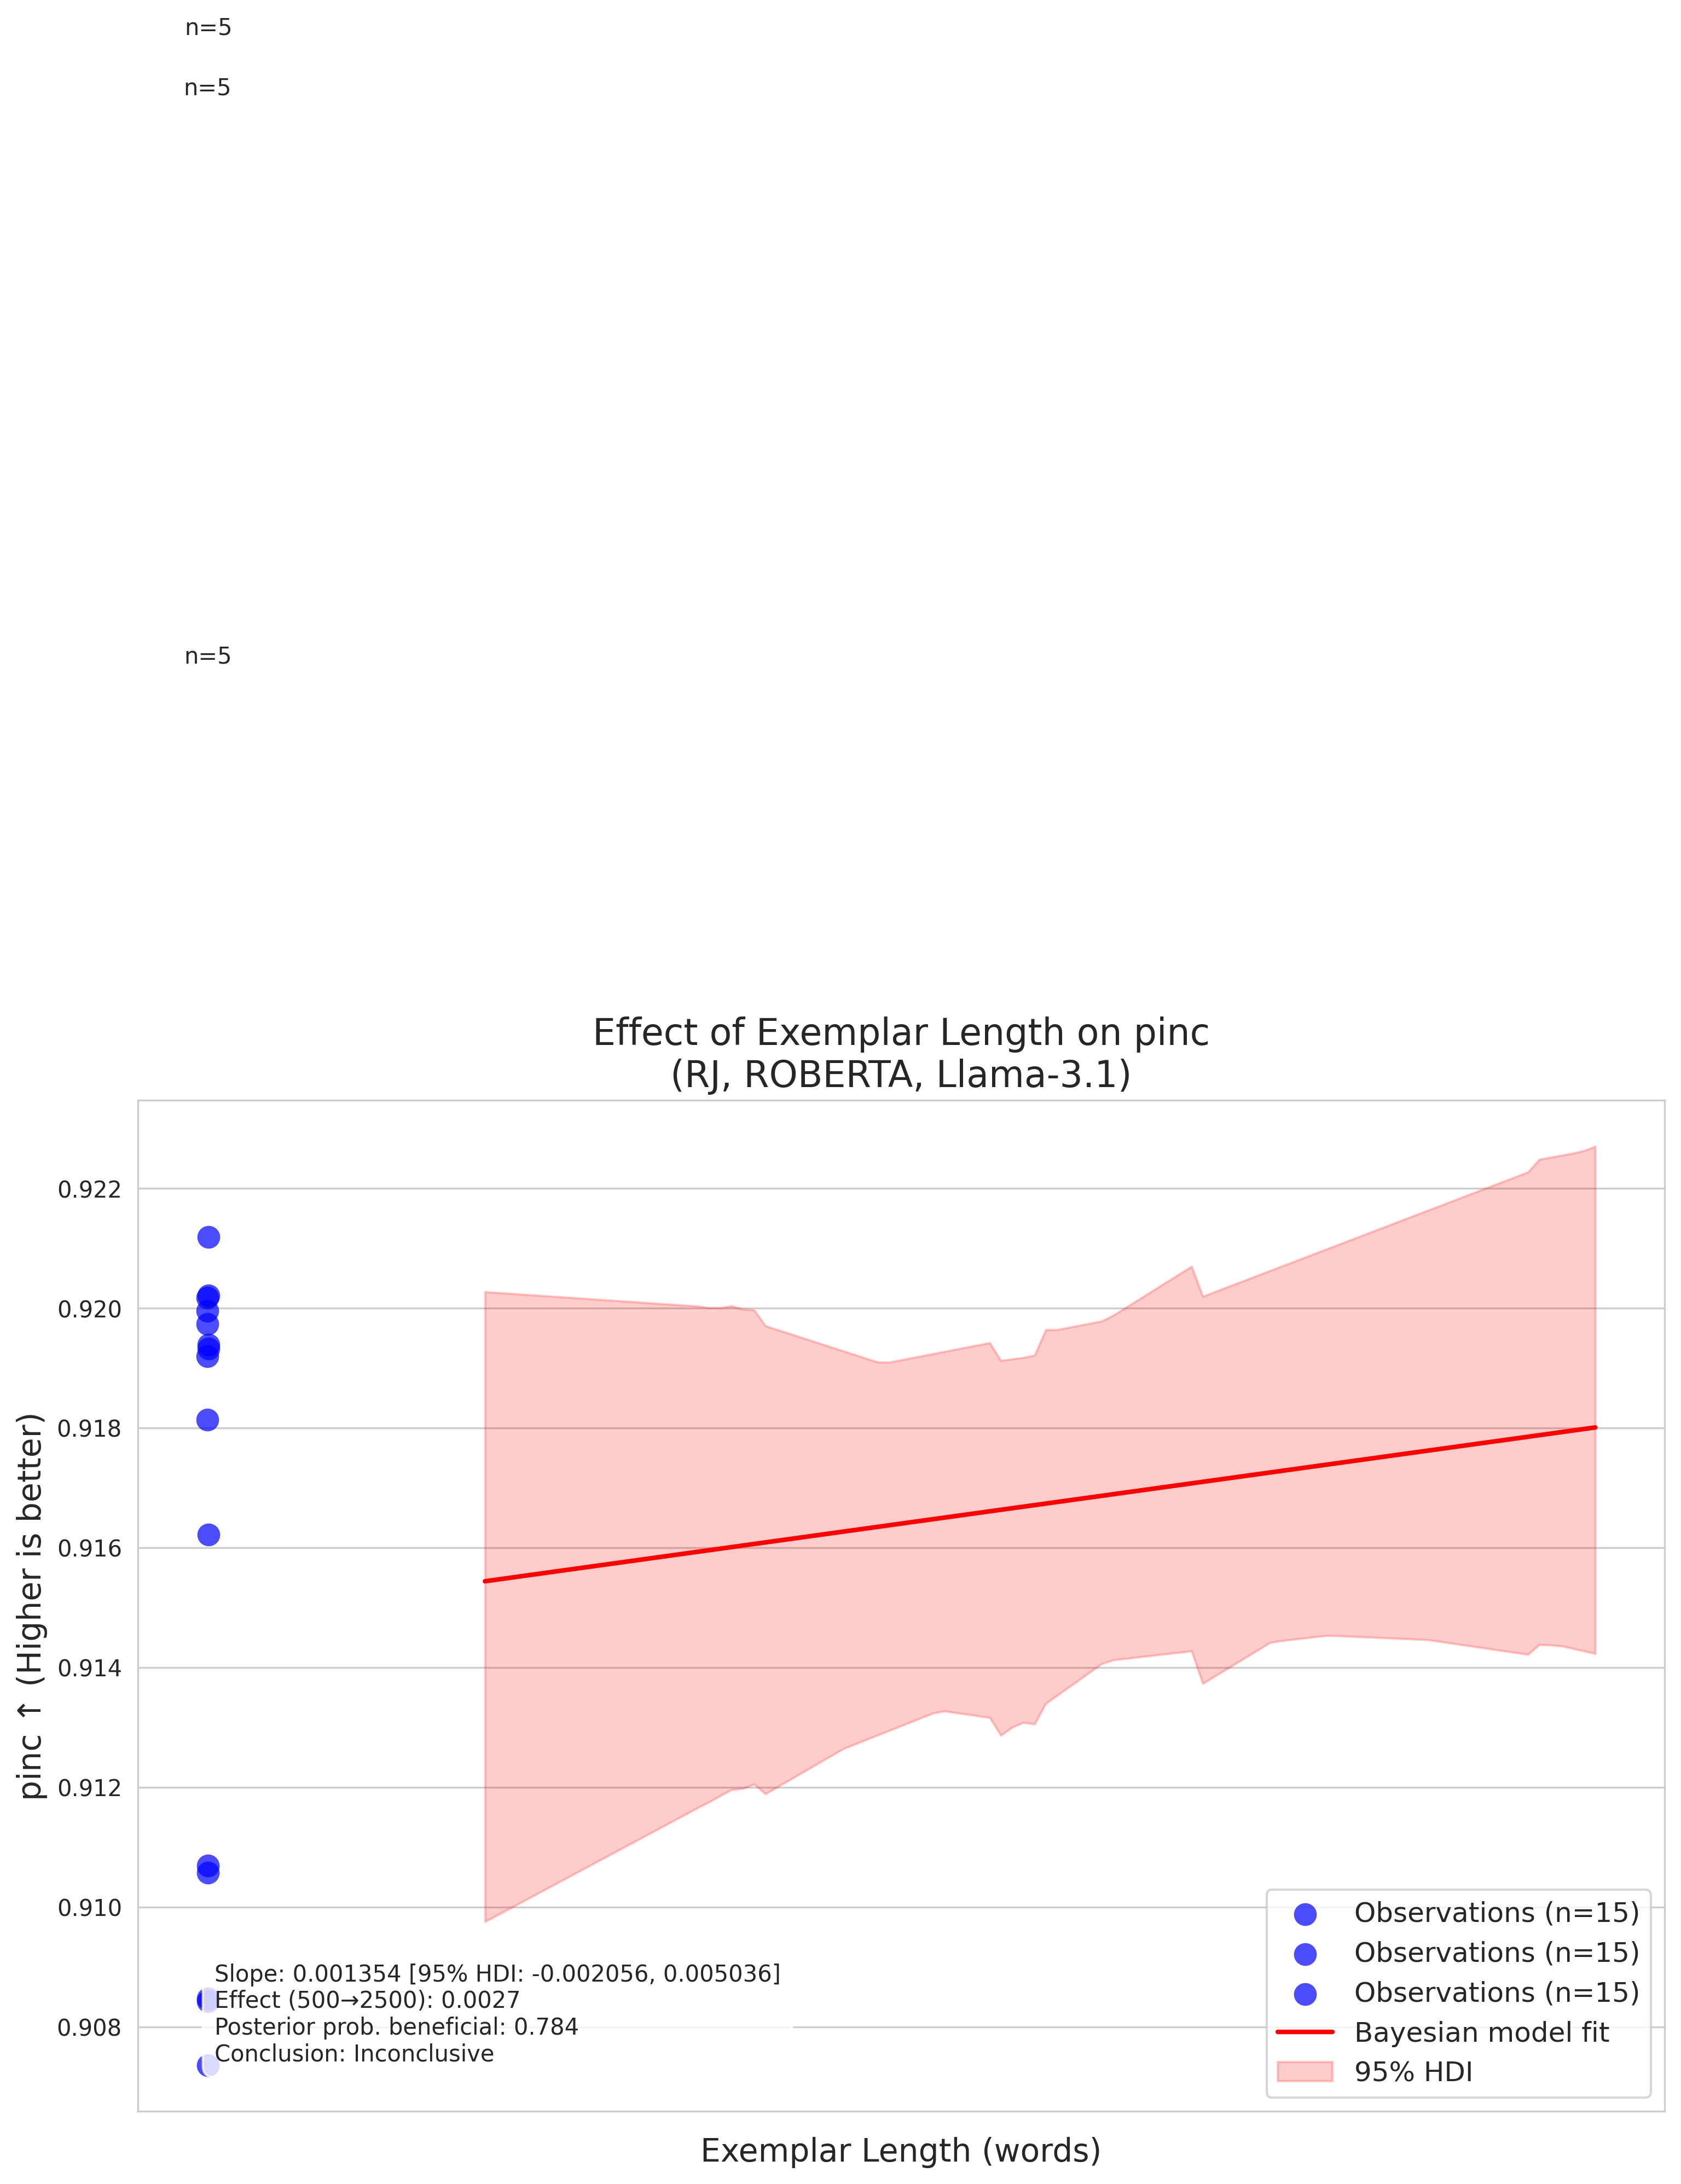 n=5
n=5
n=5
Effect of Exemplar Length on pinc
(RJ, ROBERTA, Llama-3.1)
pinc ↑ (Higher is better)
0.922
0.920
0.918
0.916
0.914
0.912
0.910
0.908
Slope: 0.001354 [95% HDI: -0.002056, 0.005036]
Effect (500→2500): 0.0027
Posterior prob. beneficial: 0.784
Conclusion: Inconclusive
Observations (n=15)
Observations (n=15)
Observations (n=15)
Bayesian model fit
95% HDI
Exemplar Length (words)